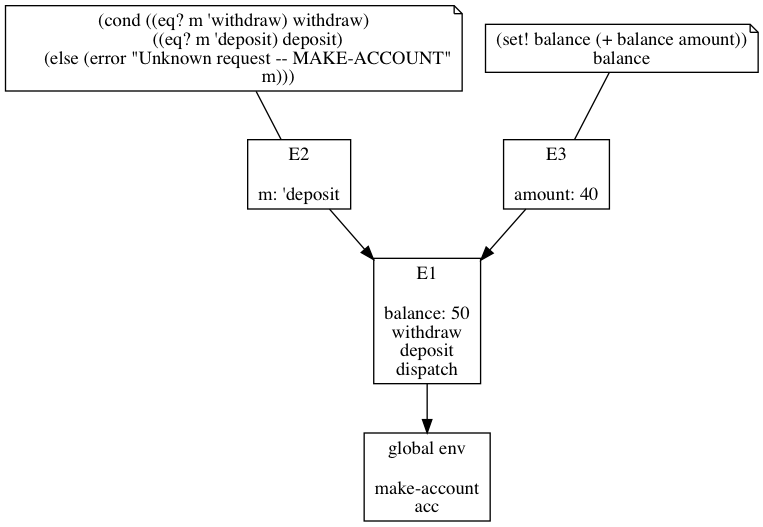 (cond ((eq? m 'withdraw) withdraw)
((eq? m 'deposit) deposit)
(else (error "Unknown request -- MAKE-ACCOUNT"
m)))
(set! balance (+ balance amount))
balance
E2
m: 'deposit
E3
amount: 40
E1
balance: 50
withdraw
deposit
dispatch
global env
make-account
acc